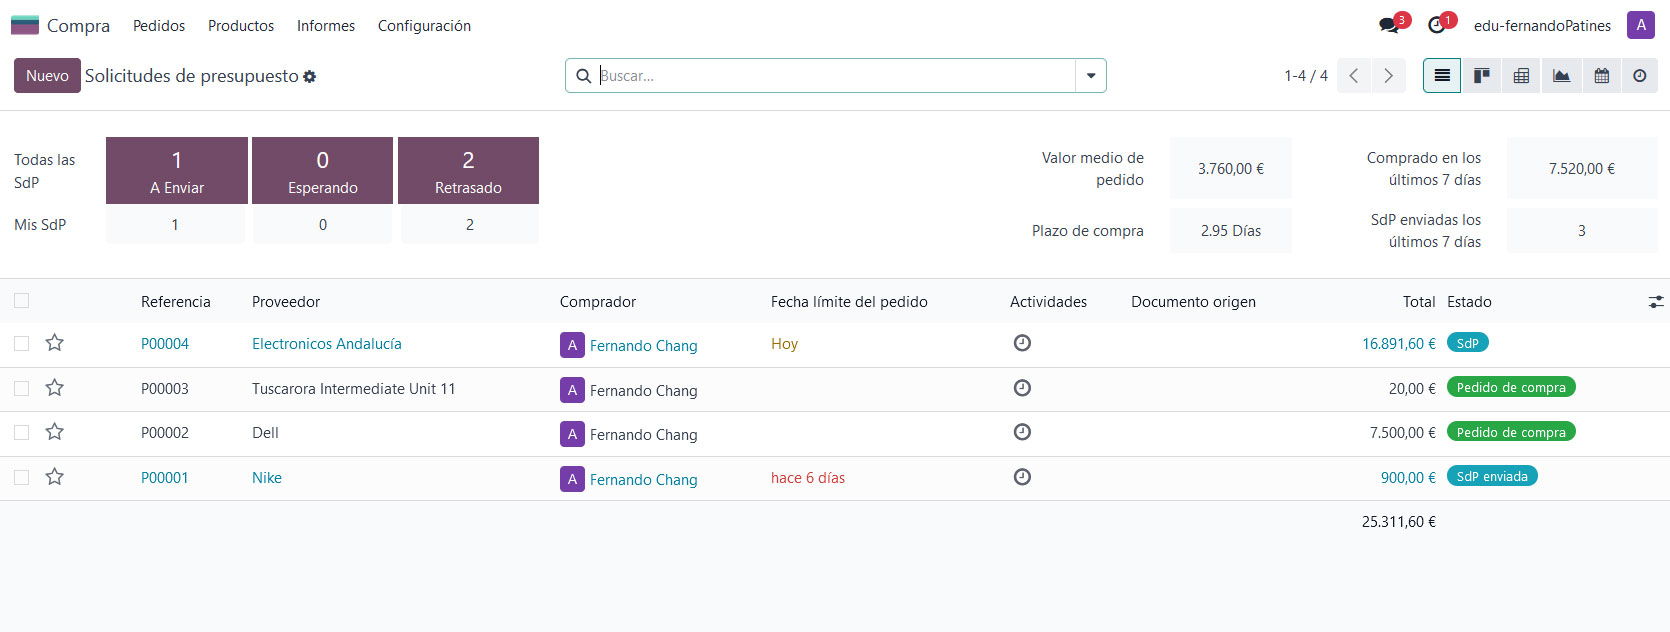 Compra Pedidos Productos Informes Configuración 3 1 edu-fernandoPatines A
Nuevo Solicitudes de presupuesto Buscar... 1-4 / 4
Todas las SdP
1 A Enviar
0 Esperando
2 Retrasado
Mis SdP 1 0 2
Valor medio de pedido 3.760,00 €
Comprado en los últimos 7 días 7.520,00 €
Plazo de compra 2.95 Días
SdP enviadas los últimos 7 días 3
Referencia Proveedor Comprador Fecha límite del pedido Actividades Documento origen Total Estado
P00004 Electronicos Andalucía A Fernando Chang Hoy 16.891,60 € SdP
P00003 Tuscarora Intermediate Unit 11 A Fernando Chang 20,00 € Pedido de compra
P00002 Dell A Fernando Chang 7.500,00 € Pedido de compra
P00001 Nike A Fernando Chang hace 6 días 900,00 € SdP enviada
25.311,60 €